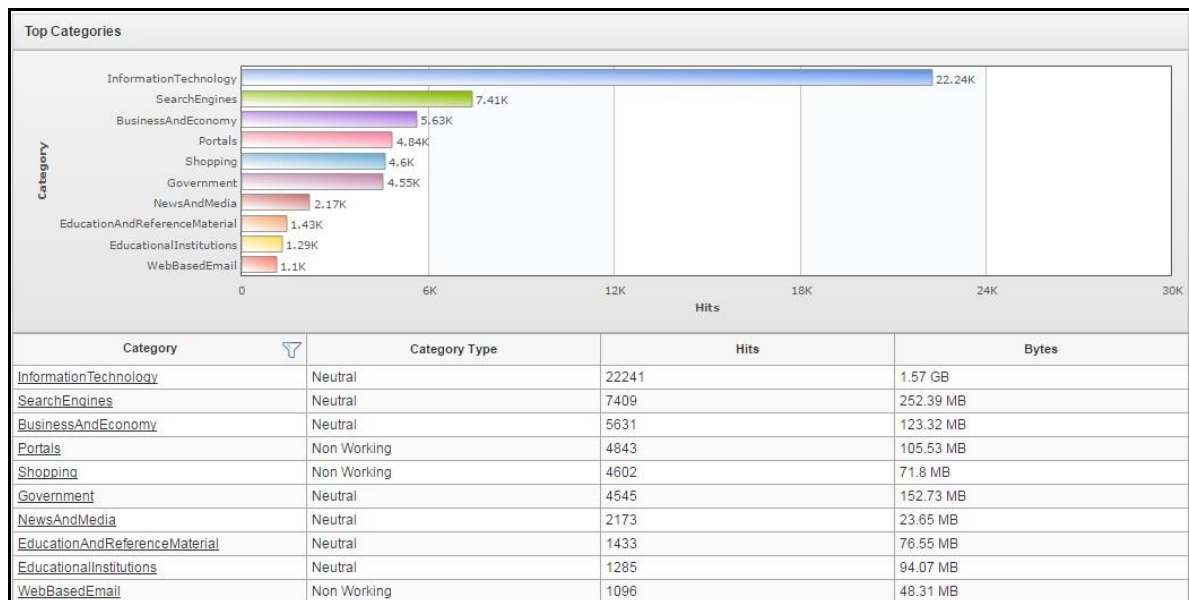 Top Categories
Category
InformationTechnology 22.24K
SearchEngines 7.41K
BusinessAndEconomy 5.63K
Portals 4.84K
Shopping 4.6K
Government 4.55K
NewsAndMedia 2.17K
EducationAndReferenceMaterial 1.43K
EducationalInstitutions 1.29K
WebBasedEmail 1.1K
0 6K 12K 18K 24K 30K
Hits
Category Category Type Hits Bytes
InformationTechnology Neutral 22241 1.57 GB
SearchEngines Neutral 7409 252.39 MB
BusinessAndEconomy Neutral 5631 123.32 MB
Portals Non Working 4843 105.53 MB
Shopping Non Working 4602 71.8 MB
Government Neutral 4545 152.73 MB
NewsAndMedia Neutral 2173 23.65 MB
EducationAndReferenceMaterial Neutral 1433 76.55 MB
EducationalInstitutions Neutral 1285 94.07 MB
WebBasedEmail Non Working 1096 48.31 MB